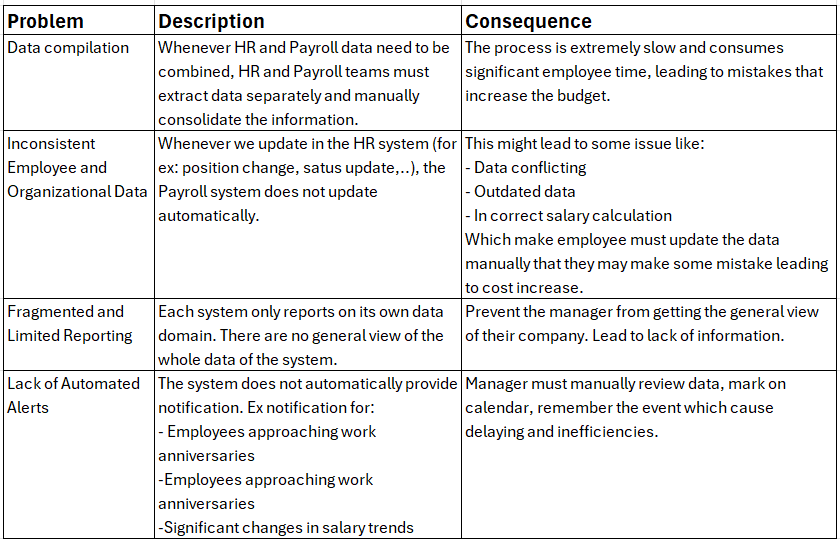 Problem Description Consequence
Data compilation
Whenever HR and Payroll data need to be
combined, HR and Payroll teams must
extract data separately and manually
consolidate the information.
The process is extremely slow and consumes
significant employee time, leading to mistakes that
increase the budget.
Inconsistent
Employee and
Organizational Data
Whenever we update in the HR system (for
ex: position change, satus update,..), the
Payroll system does not update
automatically.
This might lead to some issue like:
- Data conflicting
- Outdated data
- In correct salary calculation
Which make employee must update the data
manually that they may make some mistake leading
to cost increase.
Fragmented and
Limited Reporting
Each system only reports on its own data
domain. There are no general view of the
whole data of the system.
Prevent the manager from getting the general view
of their company. Lead to lack of information.
Lack of Automated
Alerts
The system does not automatically provide
notification. Ex notification for:
- Employees approaching work
anniversaries
-Employees approaching work
anniversaries
-Significant changes in salary trends
Manager must manually review data, mark on
calendar, remember the event which cause
delaying and inefficiencies.